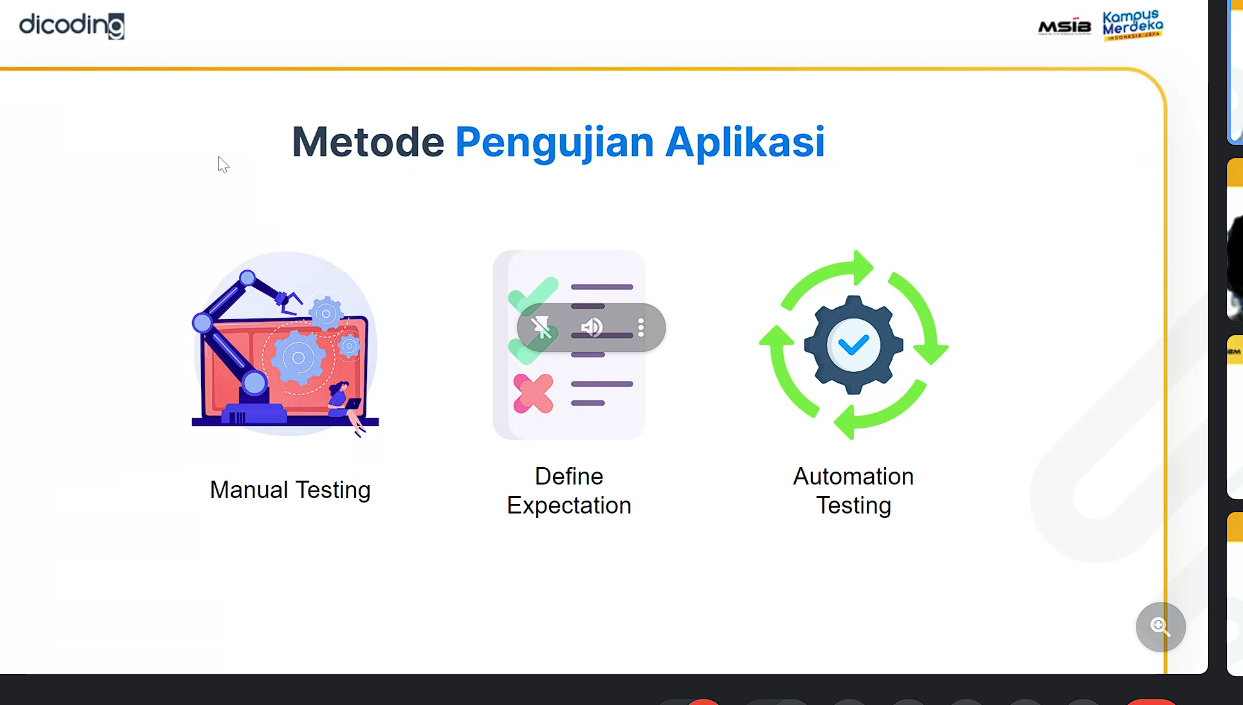 dicoding
MSIB
Kampus
Merdeka
INDONESIA JAYA
Metode Pengujian Aplikasi
Manual Testing
Define
Expectation
Automation
Testing